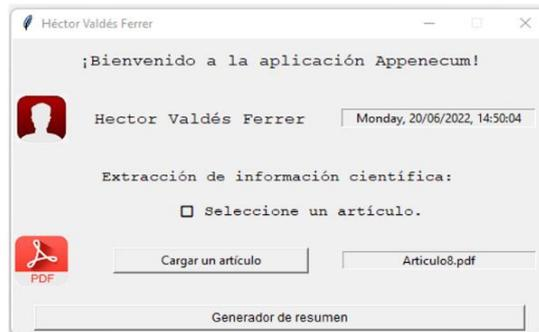 Héctor Valdés Ferrer
¡Bienvenido a la aplicación Appenecum!
Hector Valdés Ferrer
Monday, 20/06/2022, 14:50:04
Extracción de información científica:
Seleccione un artículo.
PDF
Cargar un artículo
Articulo8.pdf
Generador de resumen